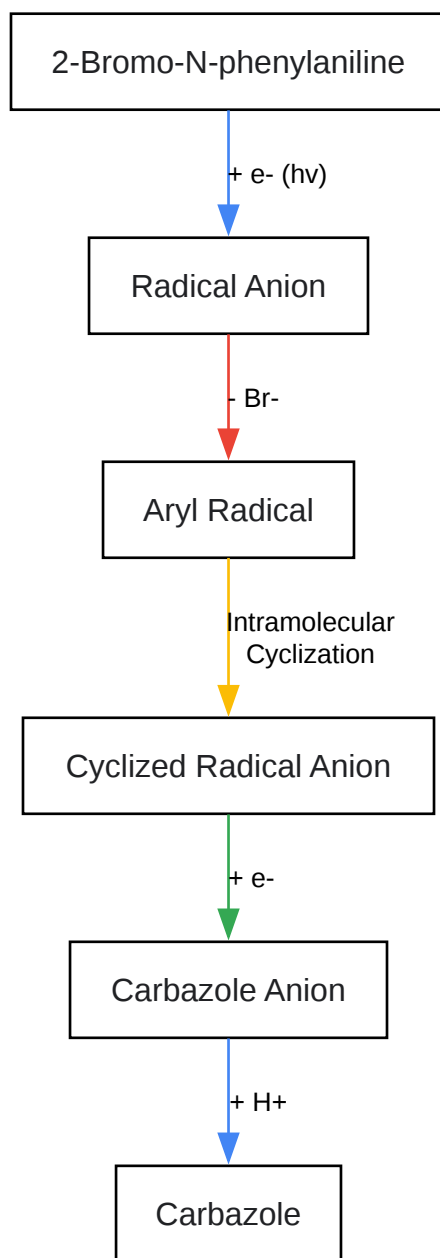 2-Bromo-N-phenylaniline
+ e- (hv)
Radical Anion
- Br-
Aryl Radical
Intramolecular
Cyclization
Cyclized Radical Anion
+ e-
Carbazole Anion
+ H+
Carbazole